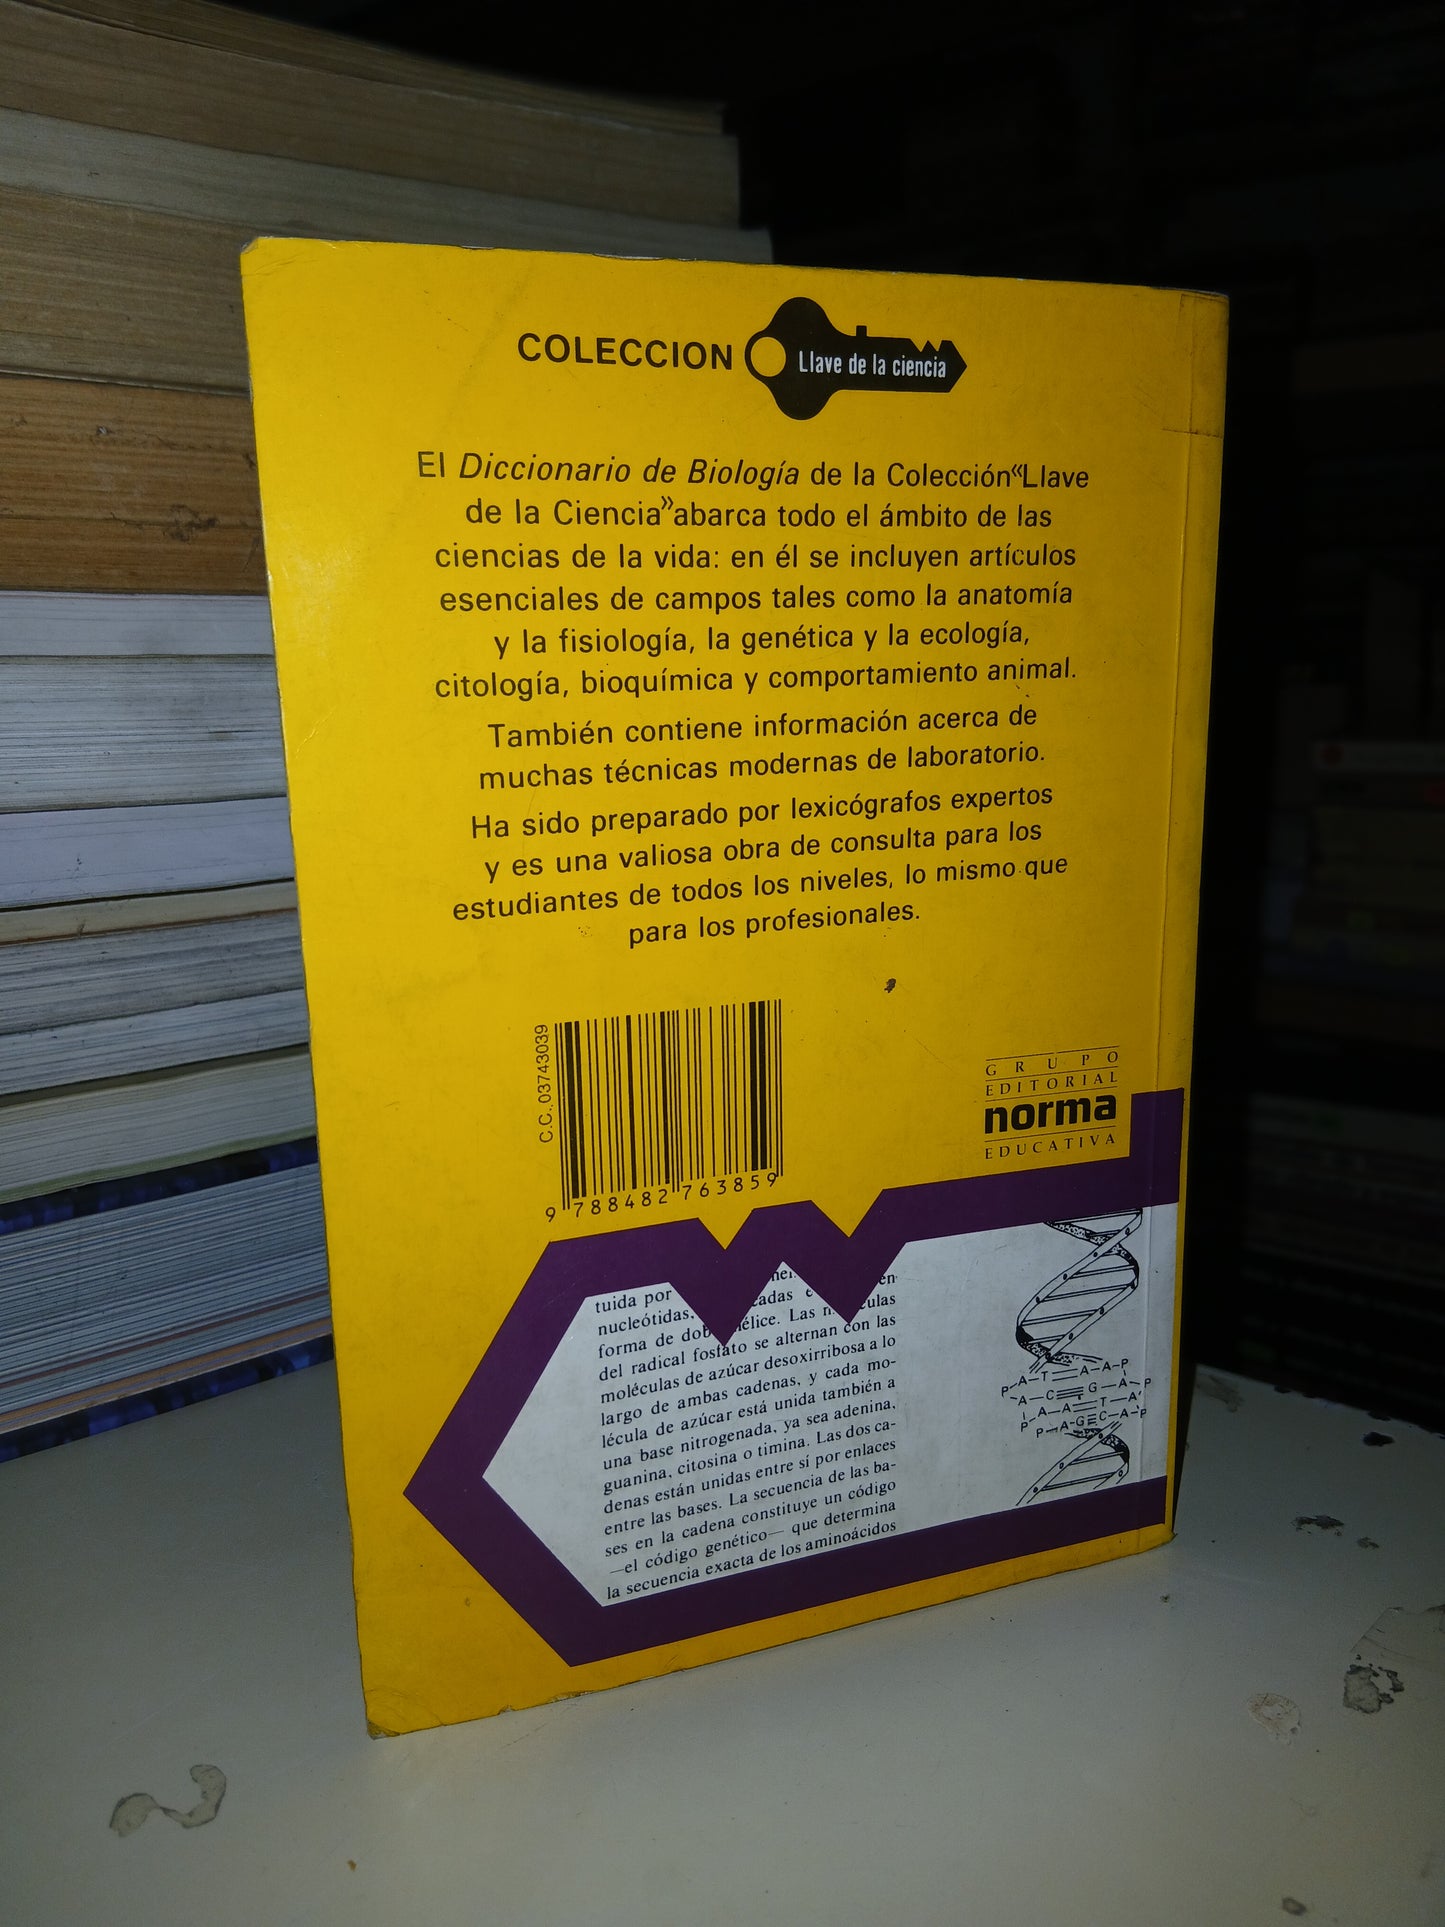 COLECCION Llave de la ciencia
El Diccionario de Biología de la Colección «Llave
de la Ciencia» abarca todo el ámbito de las
ciencias de la vida: en él se incluyen artículos
esenciales de campos tales como la anatomía
y la fisiología, la genética y la ecología,
citología, bioquímica y comportamiento animal.
También contiene información acerca de
muchas técnicas modernas de laboratorio.
Ha sido preparado por lexicógrafos expertos
y es una valiosa obra de consulta para los
estudiantes de todos los niveles, lo mismo que
para los profesionales.
C.C. 03743039
9 788482 763859
GRUPO
EDITORIAL
norma
EDUCATIVA
tuida por en
nucleótidas,
forma de Las
del radical fosfato se alternan con las
moléculas de azúcar desoxirribosa a lo
largo de ambas cadenas, y cada mo-
lécula de azúcar está unida también a
una base nitrogenada, ya sea adenina,
guanina, citosina o timina. Las dos ca-
denas están unidas entre sí por enlaces
entre las bases. La secuencia de las ba-
ses en la cadena constituye un código
—el código genético— que determina
la secuencia exacta de los aminoácidos
P A T A A P
P A C G A P
P A A T A P
P A G C A P